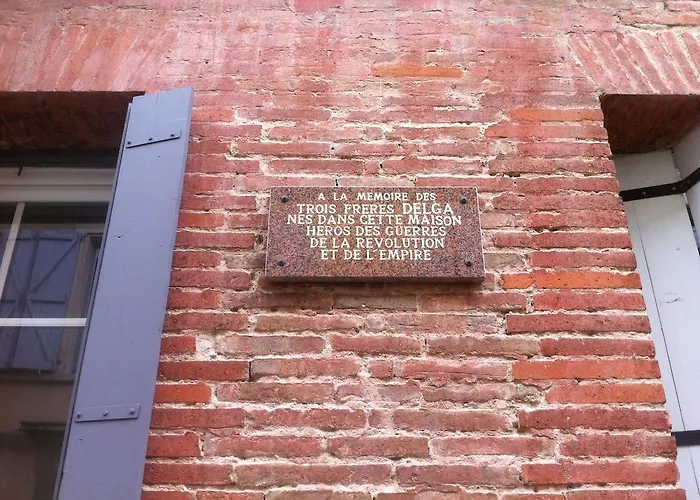 A LA MEMOIRE DES
TROIS FRERES DELGA
NES DANS CETTE MAISON
HEROS DES GUERRES
DE LA REVOLUTION
ET DE L'EMPIRE